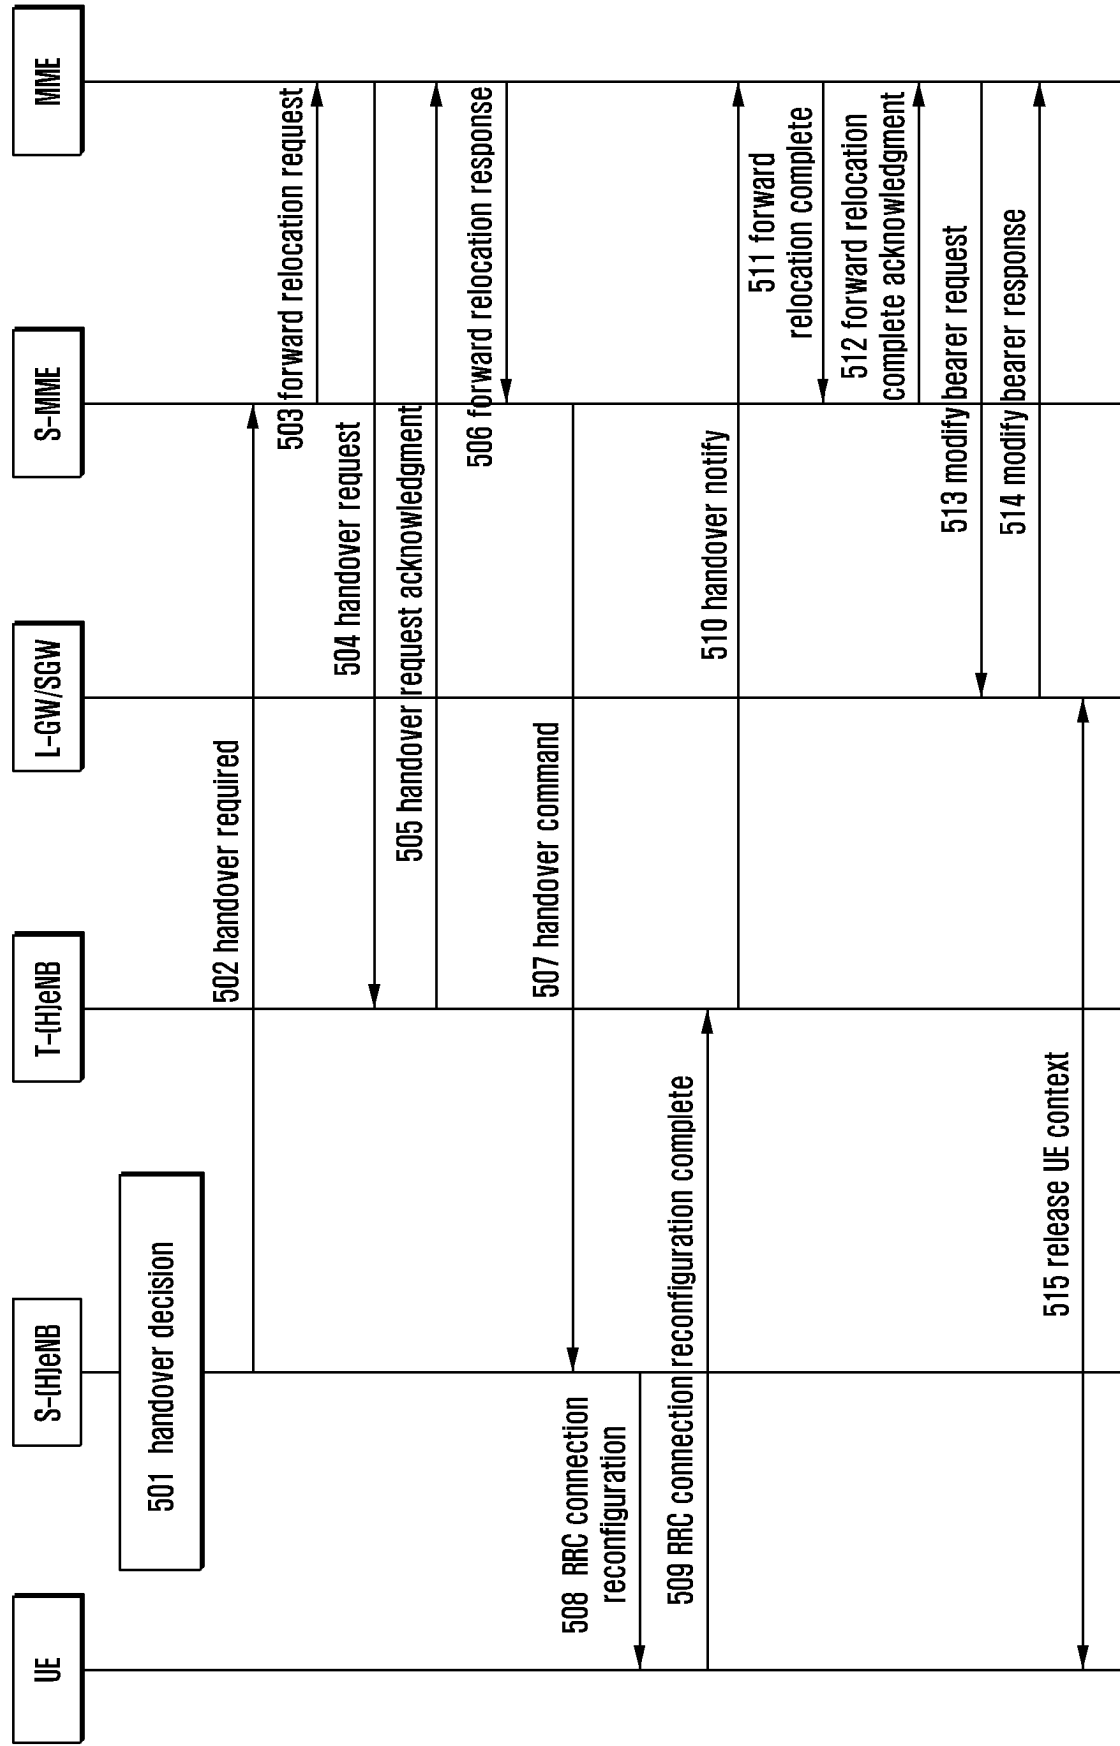 UE
S-(H)eNB
T-(H)eNB
L-GW/SGW
S-MME
MME
501 handover decision
502 handover required
503 forward relocation request
504 handover request
505 handover request acknowledgment
506 forward relocation response
507 handover command
508 RRC connection
reconfiguration
509 RRC connection reconfiguration complete
510 handover notify
511 forward
relocation complete
512 forward relocation
complete acknowledgment
513 modify bearer request
514 modify bearer response
515 release UE context